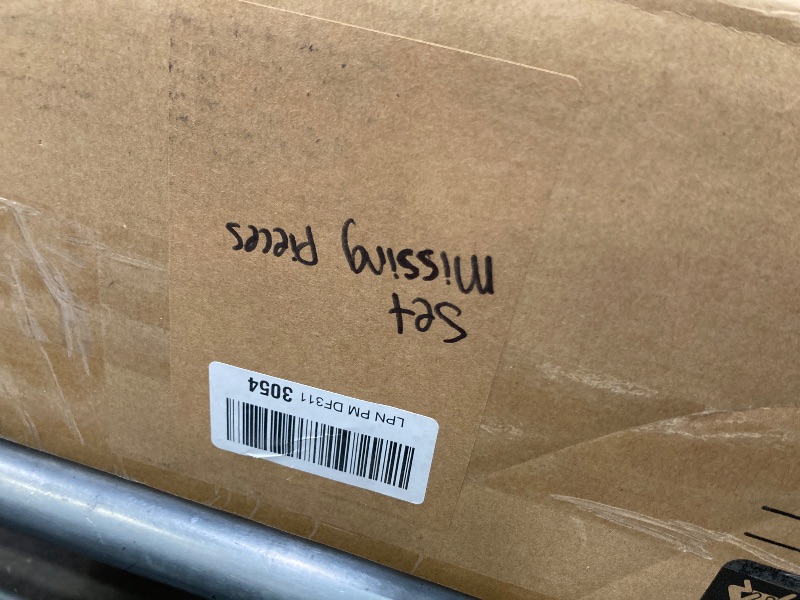 Set
missing pieces
LPN PM DF311 3054